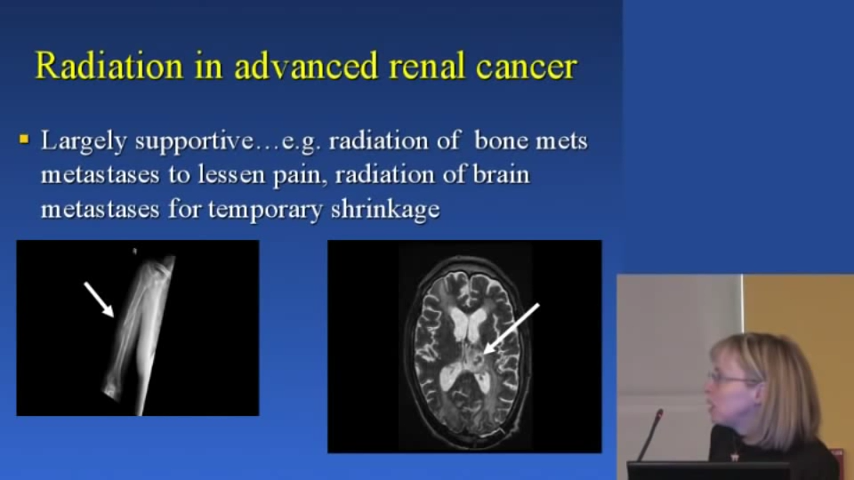 Radiation in advanced renal cancer
Largely supportive...e.g. radiation of bone mets
metastases to lessen pain, radiation of brain
metastases for temporary shrinkage